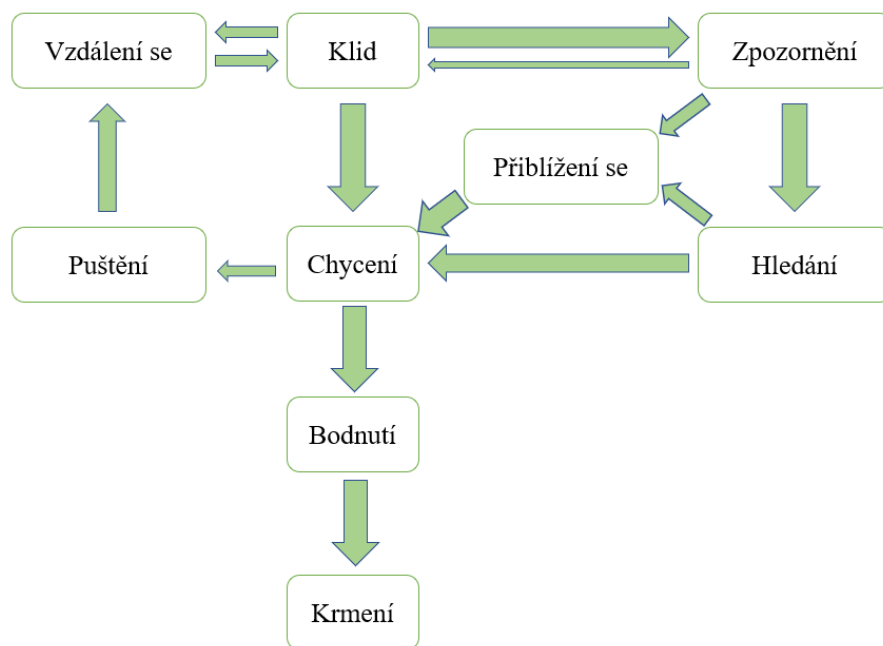 Vzdálení se
Klid
Zpozornění
Přiblížení se
Puštění
Chycení
Hledání
Bodnutí
Krmení